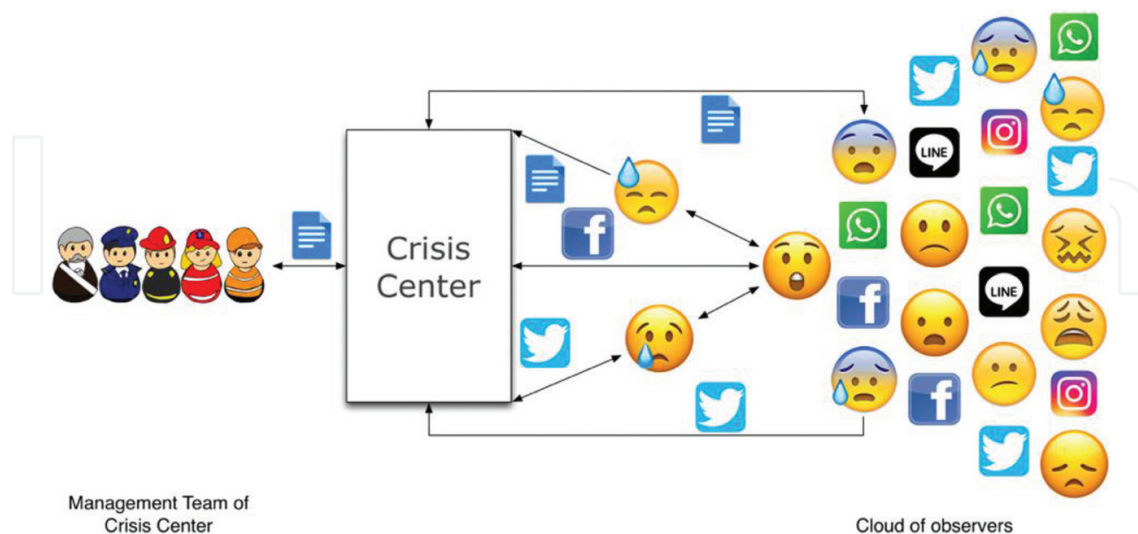 Crisis
Center
LINE
LINE
Management Team of
Crisis Center
Cloud of observers